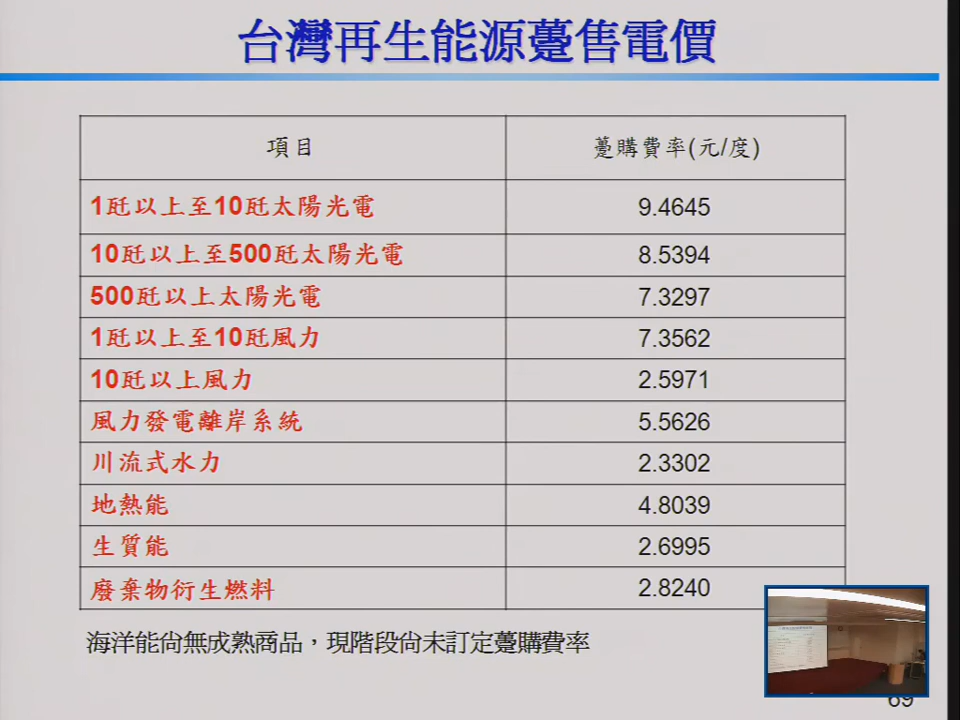 台灣再生能源躉售電價
項目 躉購費率(元/度)
1瓩以上至10瓩太陽光電 9.4645
10瓩以上至500瓩太陽光電 8.5394
500瓩以上太陽光電 7.3297
1瓩以上至10瓩風力 7.3562
10瓩以上風力 2.5971
風力發電離岸系統 5.5626
川流式水力 2.3302
地熱能 4.8039
生質能 2.6995
廢棄物衍生燃料 2.8240
海洋能尚無成熟商品，現階段尚未訂定躉購費率
69